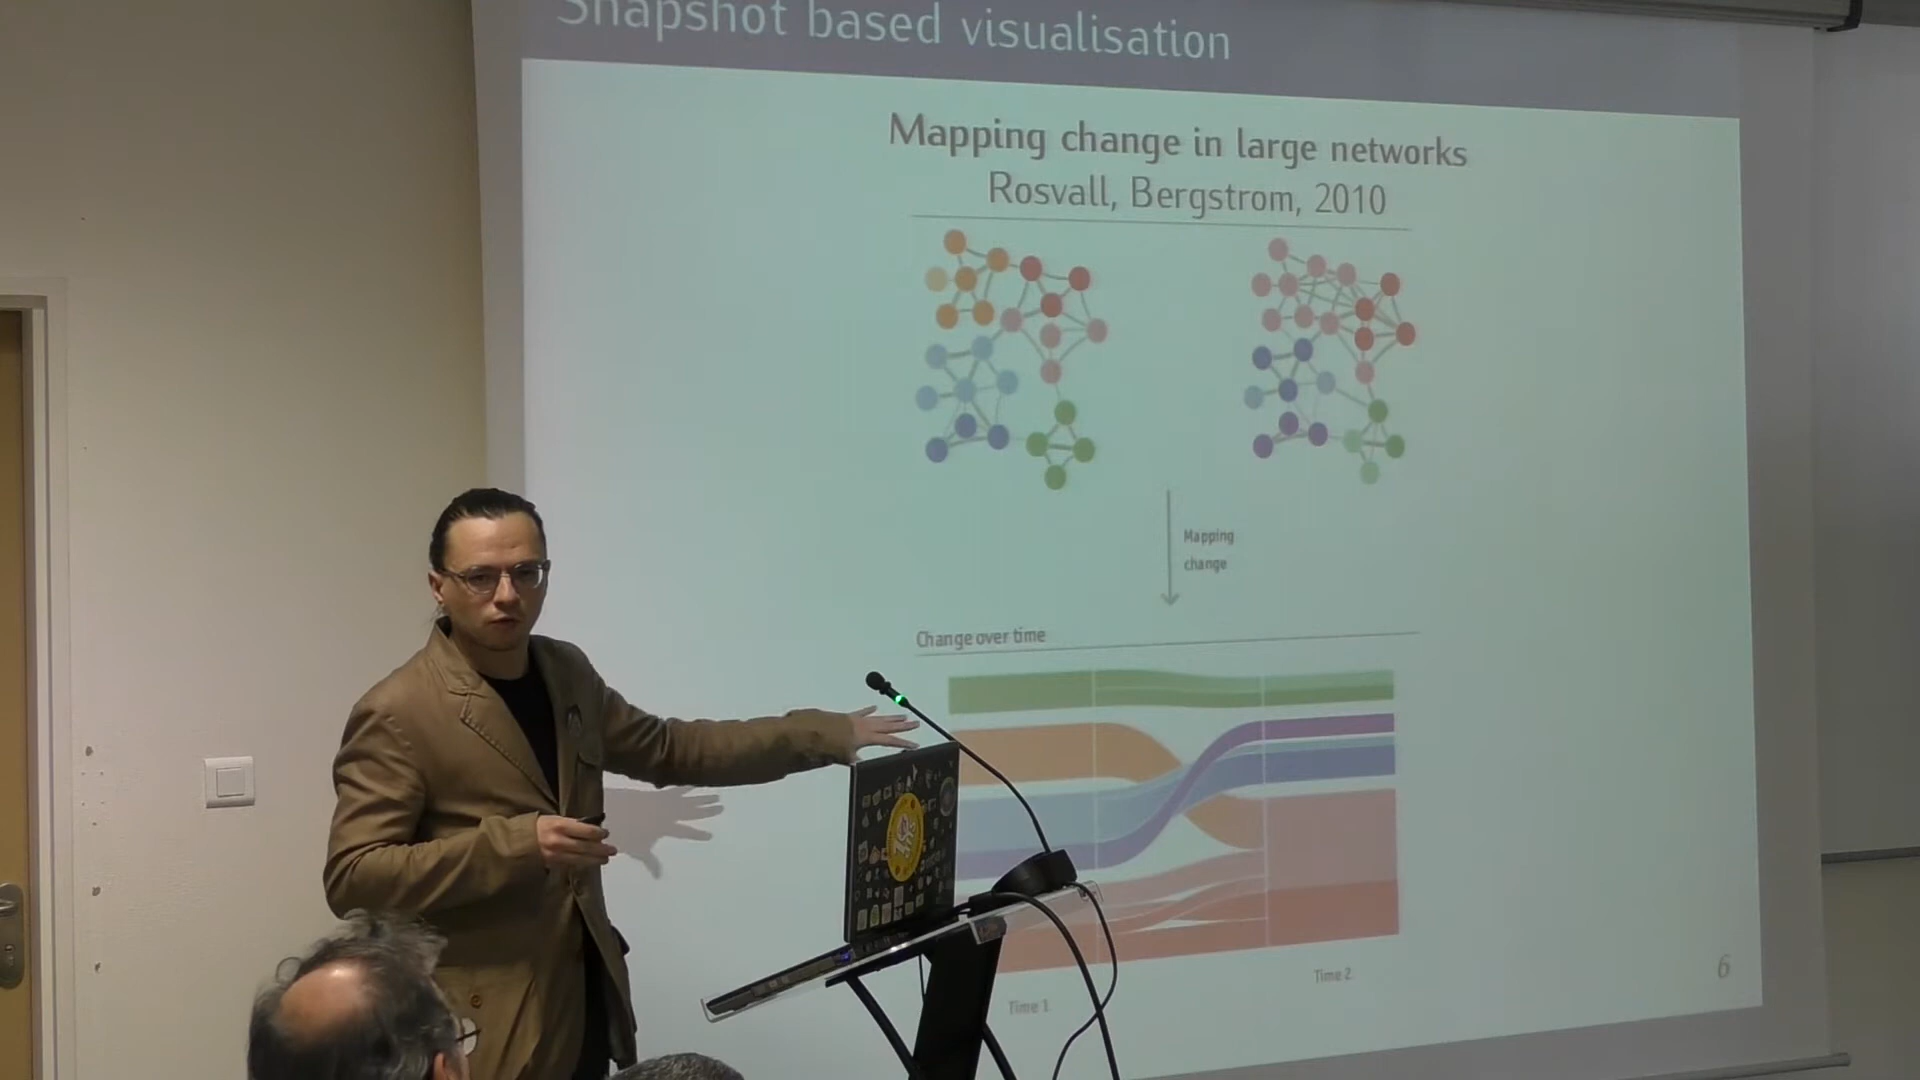 Snapshot based visualisation
Mapping change in large networks
Rosvall, Bergstrom, 2010
Mapping
change
Change over time
Time 1
Time 2
6